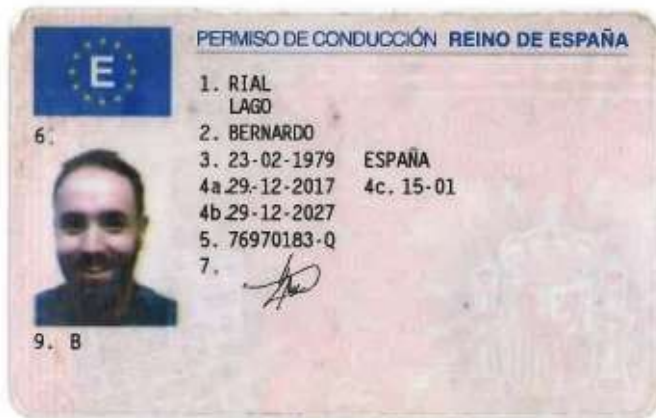 PERMISO DE CONDUCCIÓN REINO DE ESPAÑA
E
1. RIAL
LAGO
2. BERNARDO
3. 23-02-1979 ESPAÑA
4a.29-12-2017 4c. 15-01
4b.29-12-2027
5. 76970183-Q
6.
7.
9. B